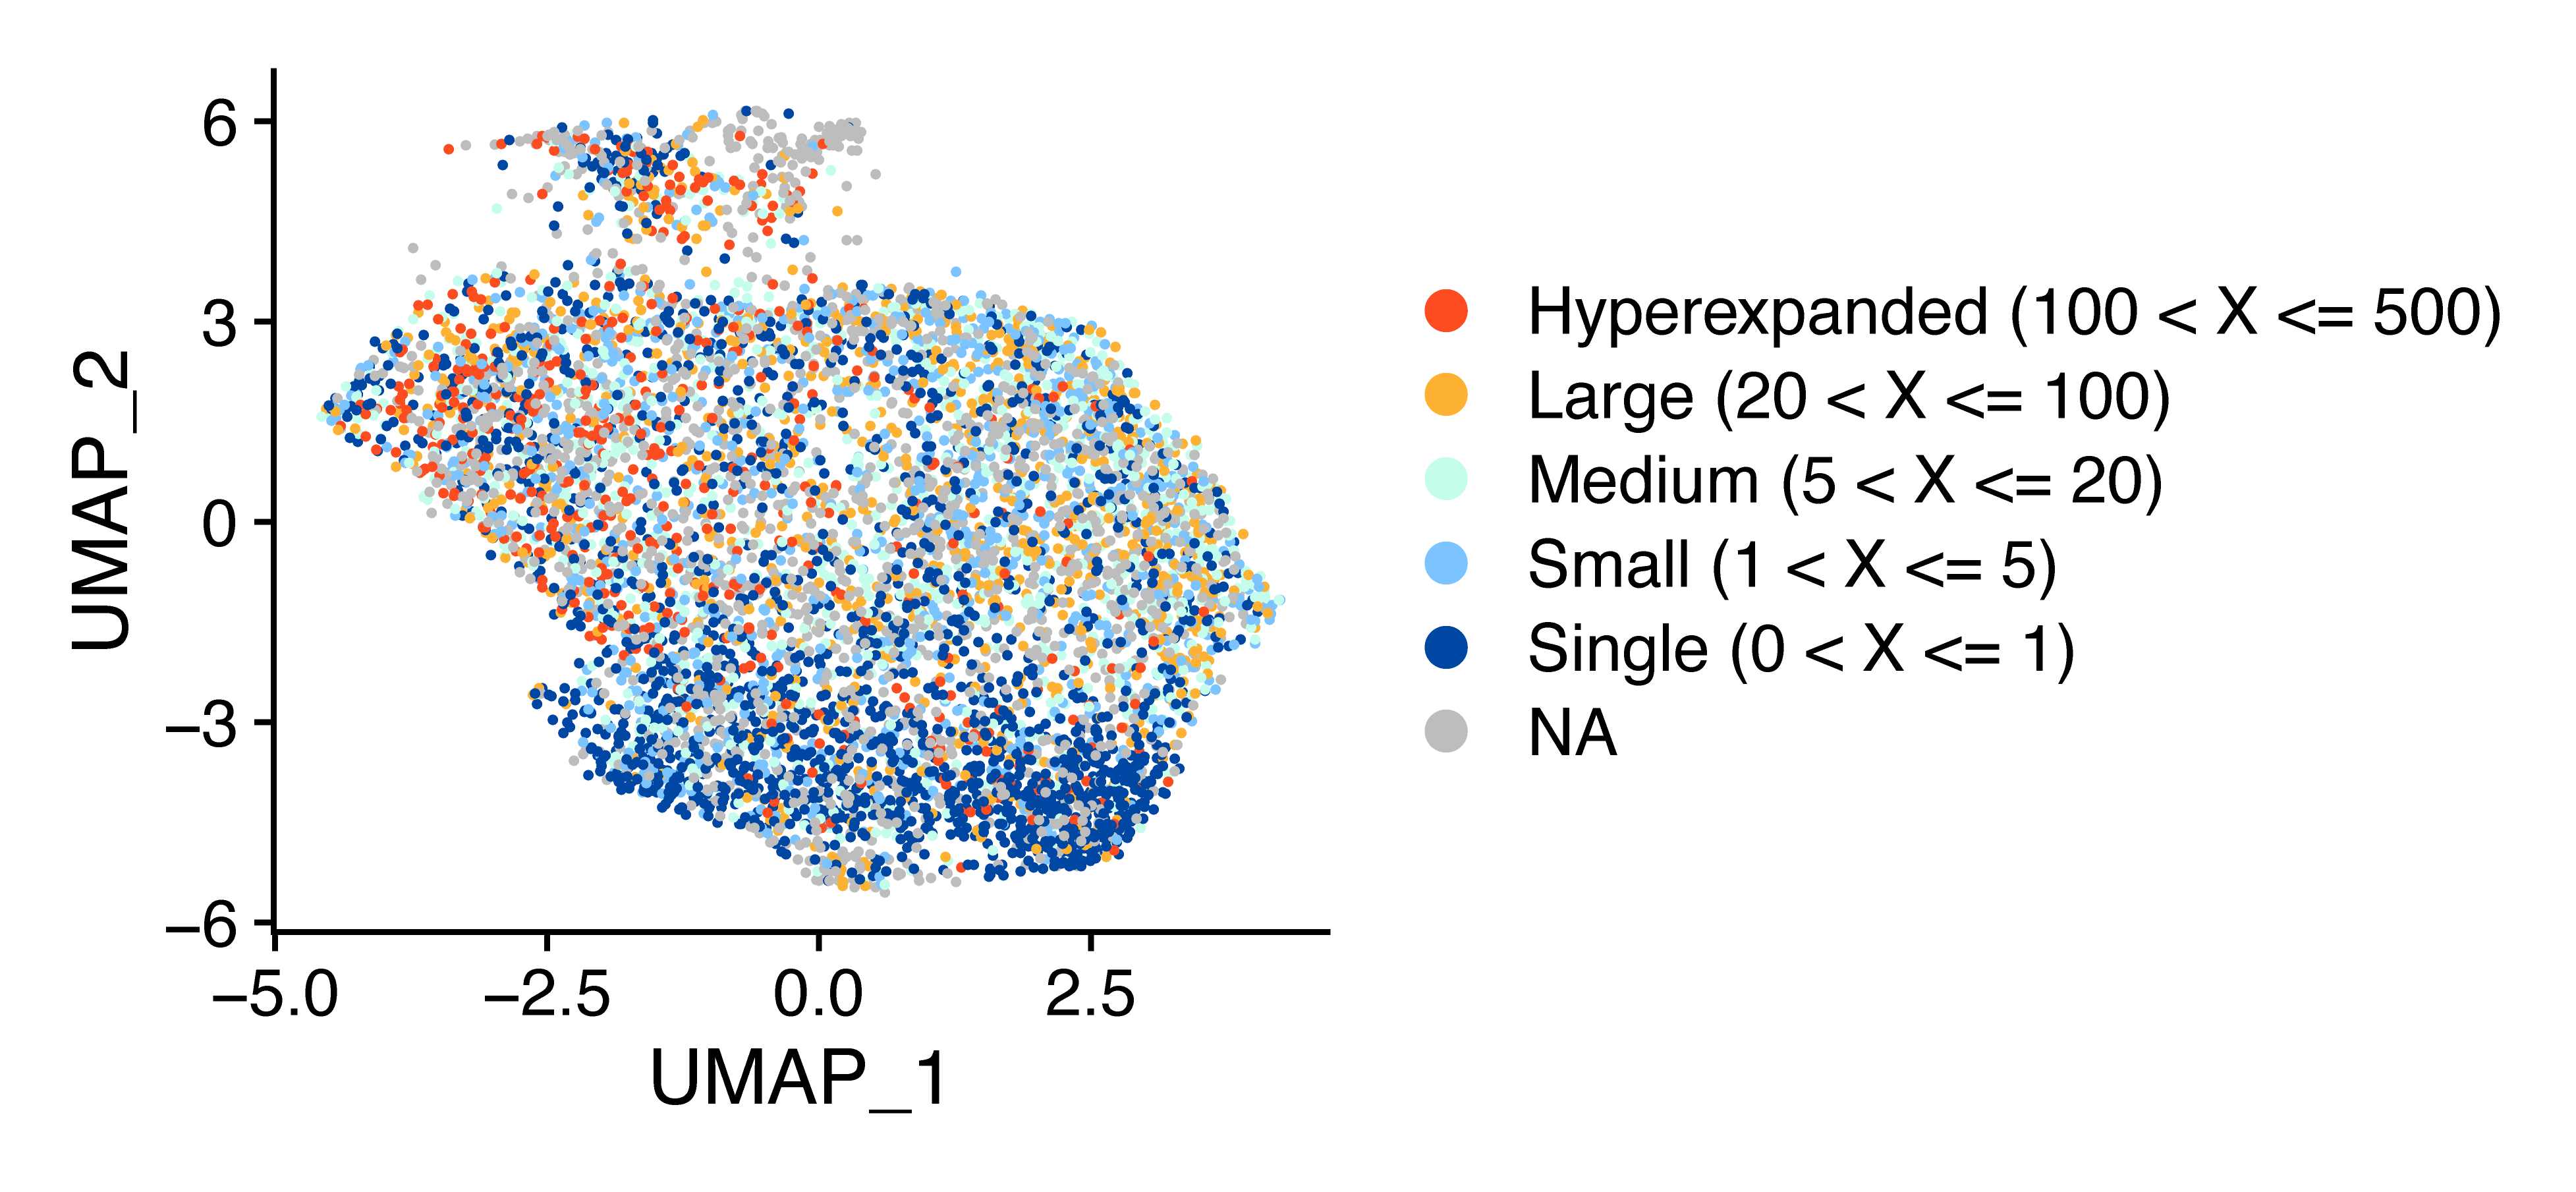 6
3
0
−3
−6
UMAP_2
−5.0
−2.5
0.0
2.5
UMAP_1
Hyperexpanded (100 < X <= 500)
Large (20 < X <= 100)
Medium (5 < X <= 20)
Small (1 < X <= 5)
Single (0 < X <= 1)
NA